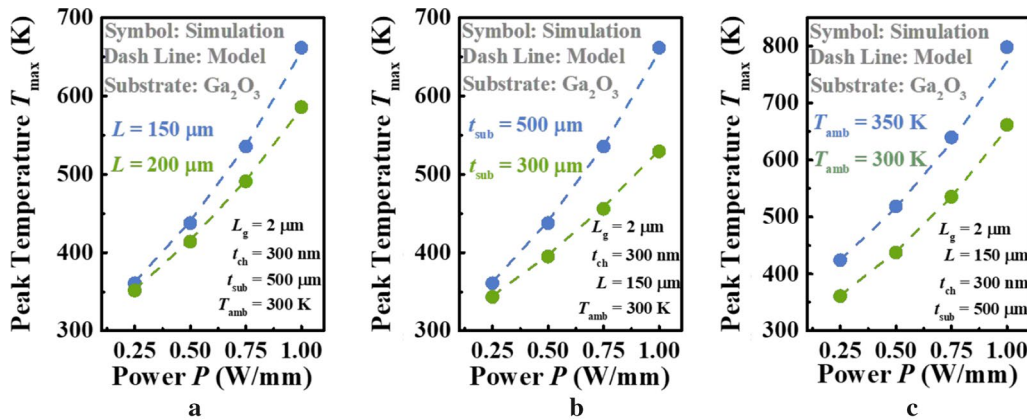 Peak Temperature Tmax (K)
700
600
500
400
300
Symbol: Simulation
Dash Line: Model
Substrate: Ga₂O₃
L = 150 μm
L = 200 μm
Lg = 2 μm
tch = 300 nm
tsub = 500 μm
Tamb = 300 K
0.25 0.50 0.75 1.00
Power P (W/mm)
a
Peak Temperature Tmax (K)
700
600
500
400
300
Symbol: Simulation
Dash Line: Model
Substrate: Ga₂O₃
tsub = 500 μm
tsub = 300 μm
Lg = 2 μm
tch = 300 nm
L = 150 μm
Tamb = 300 K
0.25 0.50 0.75 1.00
Power P (W/mm)
b
Peak Temperature Tmax (K)
800
700
600
500
400
300
Symbol: Simulation
Dash Line: Model
Substrate: Ga₂O₃
Tamb = 350 K
Tamb = 300 K
Lg = 2 μm
L = 150 μm
tch = 300 nm
tsub = 500 μm
0.25 0.50 0.75 1.00
Power P (W/mm)
c